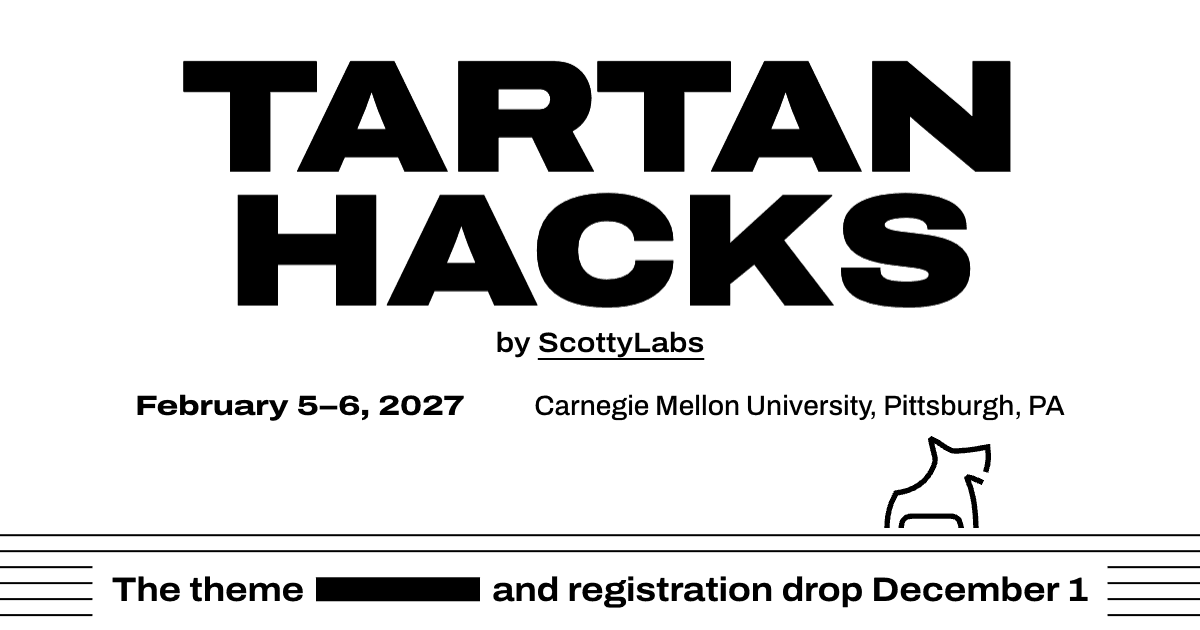 TARTAN
HACKS
by ScottyLabs
February 5–6, 2027
Carnegie Mellon University, Pittsburgh, PA
The theme and registration drop December 1